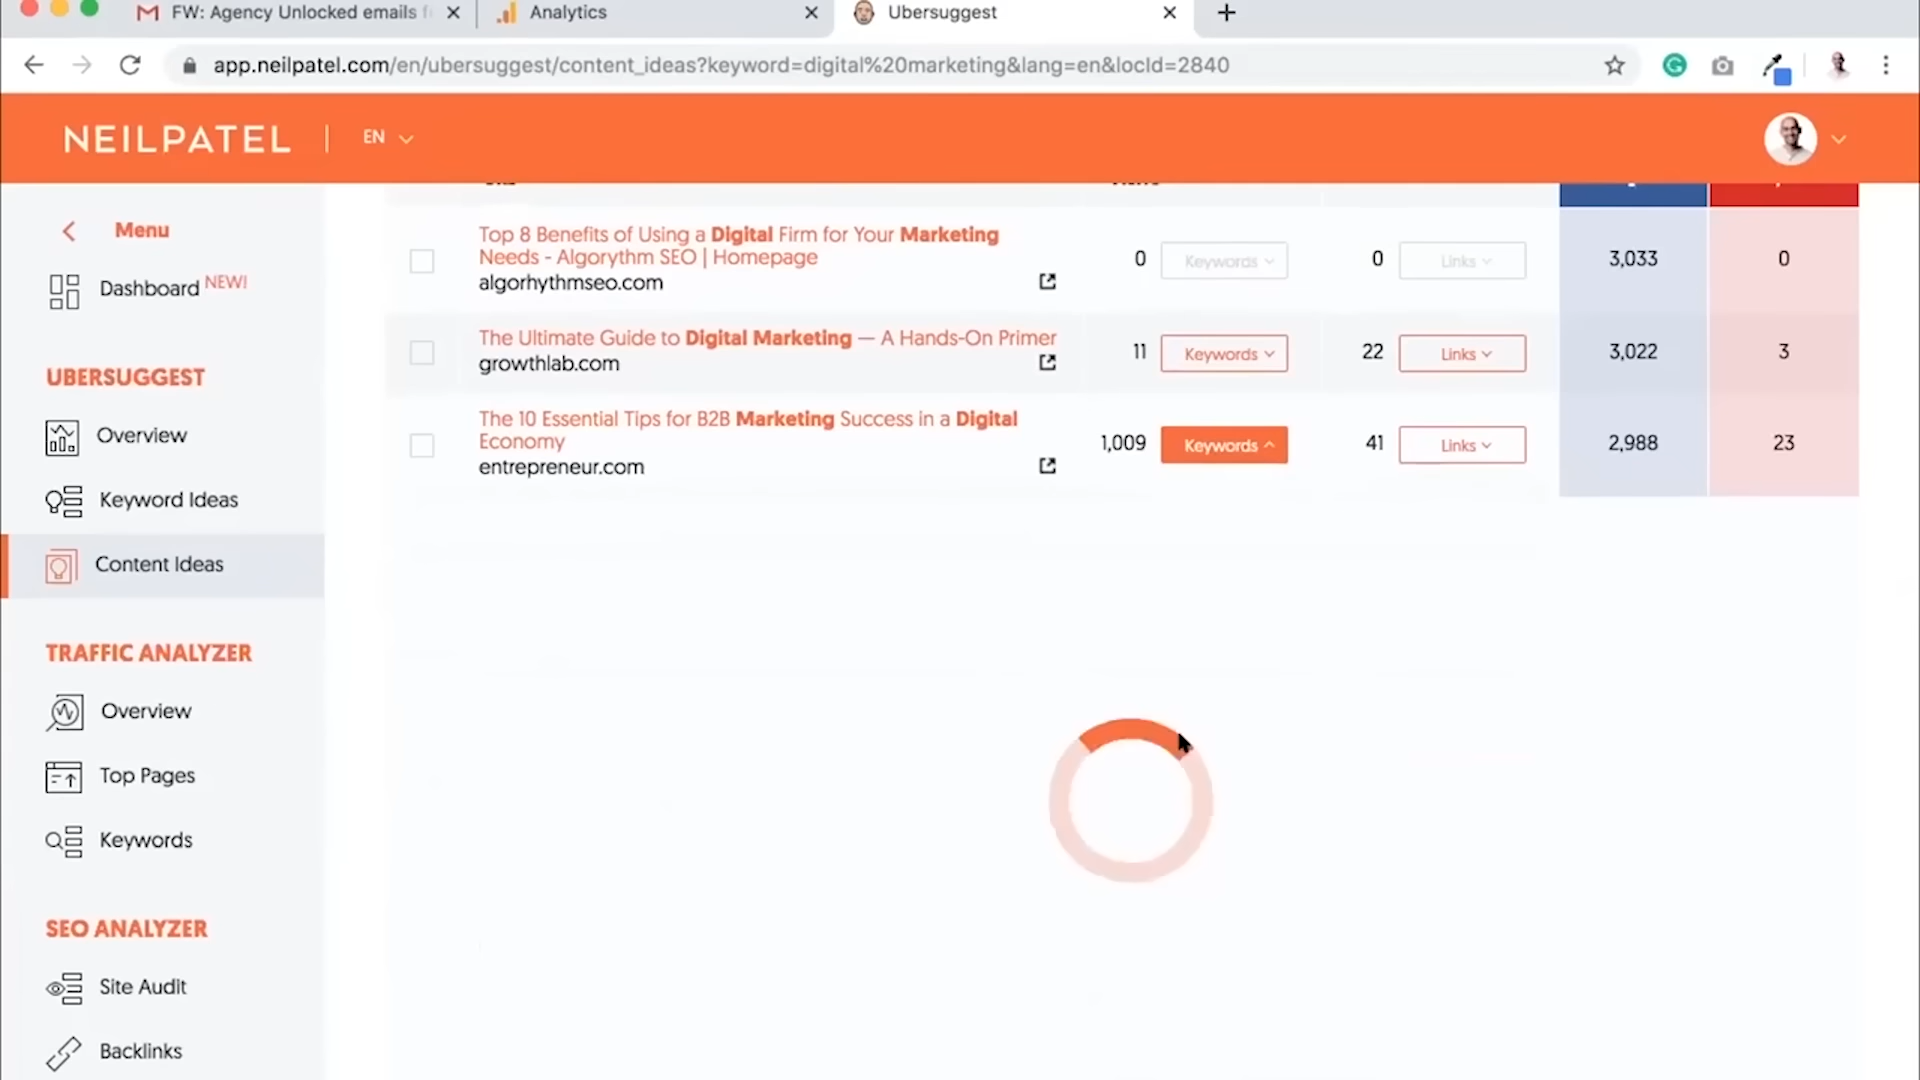 FW: Agency Unlocked emails f
Analytics
Ubersuggest
app.neilpatel.com/en/ubersuggest/content_ideas?keyword=digital%20marketing&lang=en&locId=2840
NEILPATEL
EN
Menu
Dashboard NEW!
UBERSUGGEST
Overview
Keyword Ideas
Content Ideas
TRAFFIC ANALYZER
Overview
Top Pages
Keywords
SEO ANALYZER
Site Audit
Backlinks
Top 8 Benefits of Using a Digital Firm for Your Marketing
Needs - Algorythm SEO | Homepage
algorhythmseo.com
0 Keywords 0 Links 3,033 0
The Ultimate Guide to Digital Marketing — A Hands-On Primer
growthlab.com
11 Keywords 22 Links 3,022 3
The 10 Essential Tips for B2B Marketing Success in a Digital
Economy
entrepreneur.com
1,009 Keywords 41 Links 2,988 23